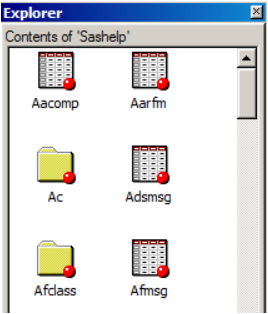 Explorer
Contents of 'Sashelp'
Aacomp Aarfm
Ac Adsmsg
Afclass Afmsg